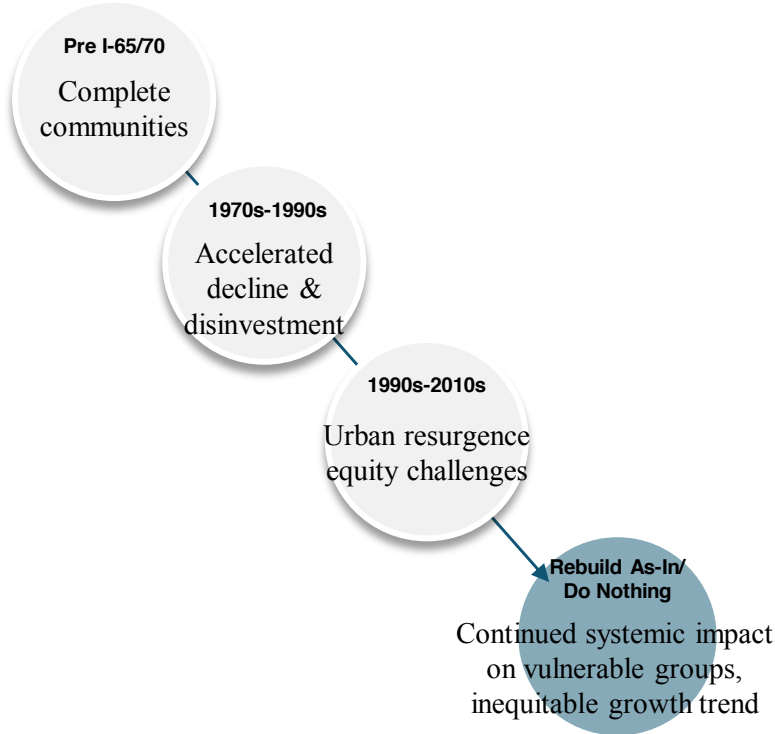 Pre I-65/70
Complete
communities
1970s-1990s
Accelerated
decline &
disinvestment
1990s-2010s
Urban resurgence
equity challenges
Rebuild As-In/
Do Nothing
Continued systemic impact
on vulnerable groups,
inequitable growth trend